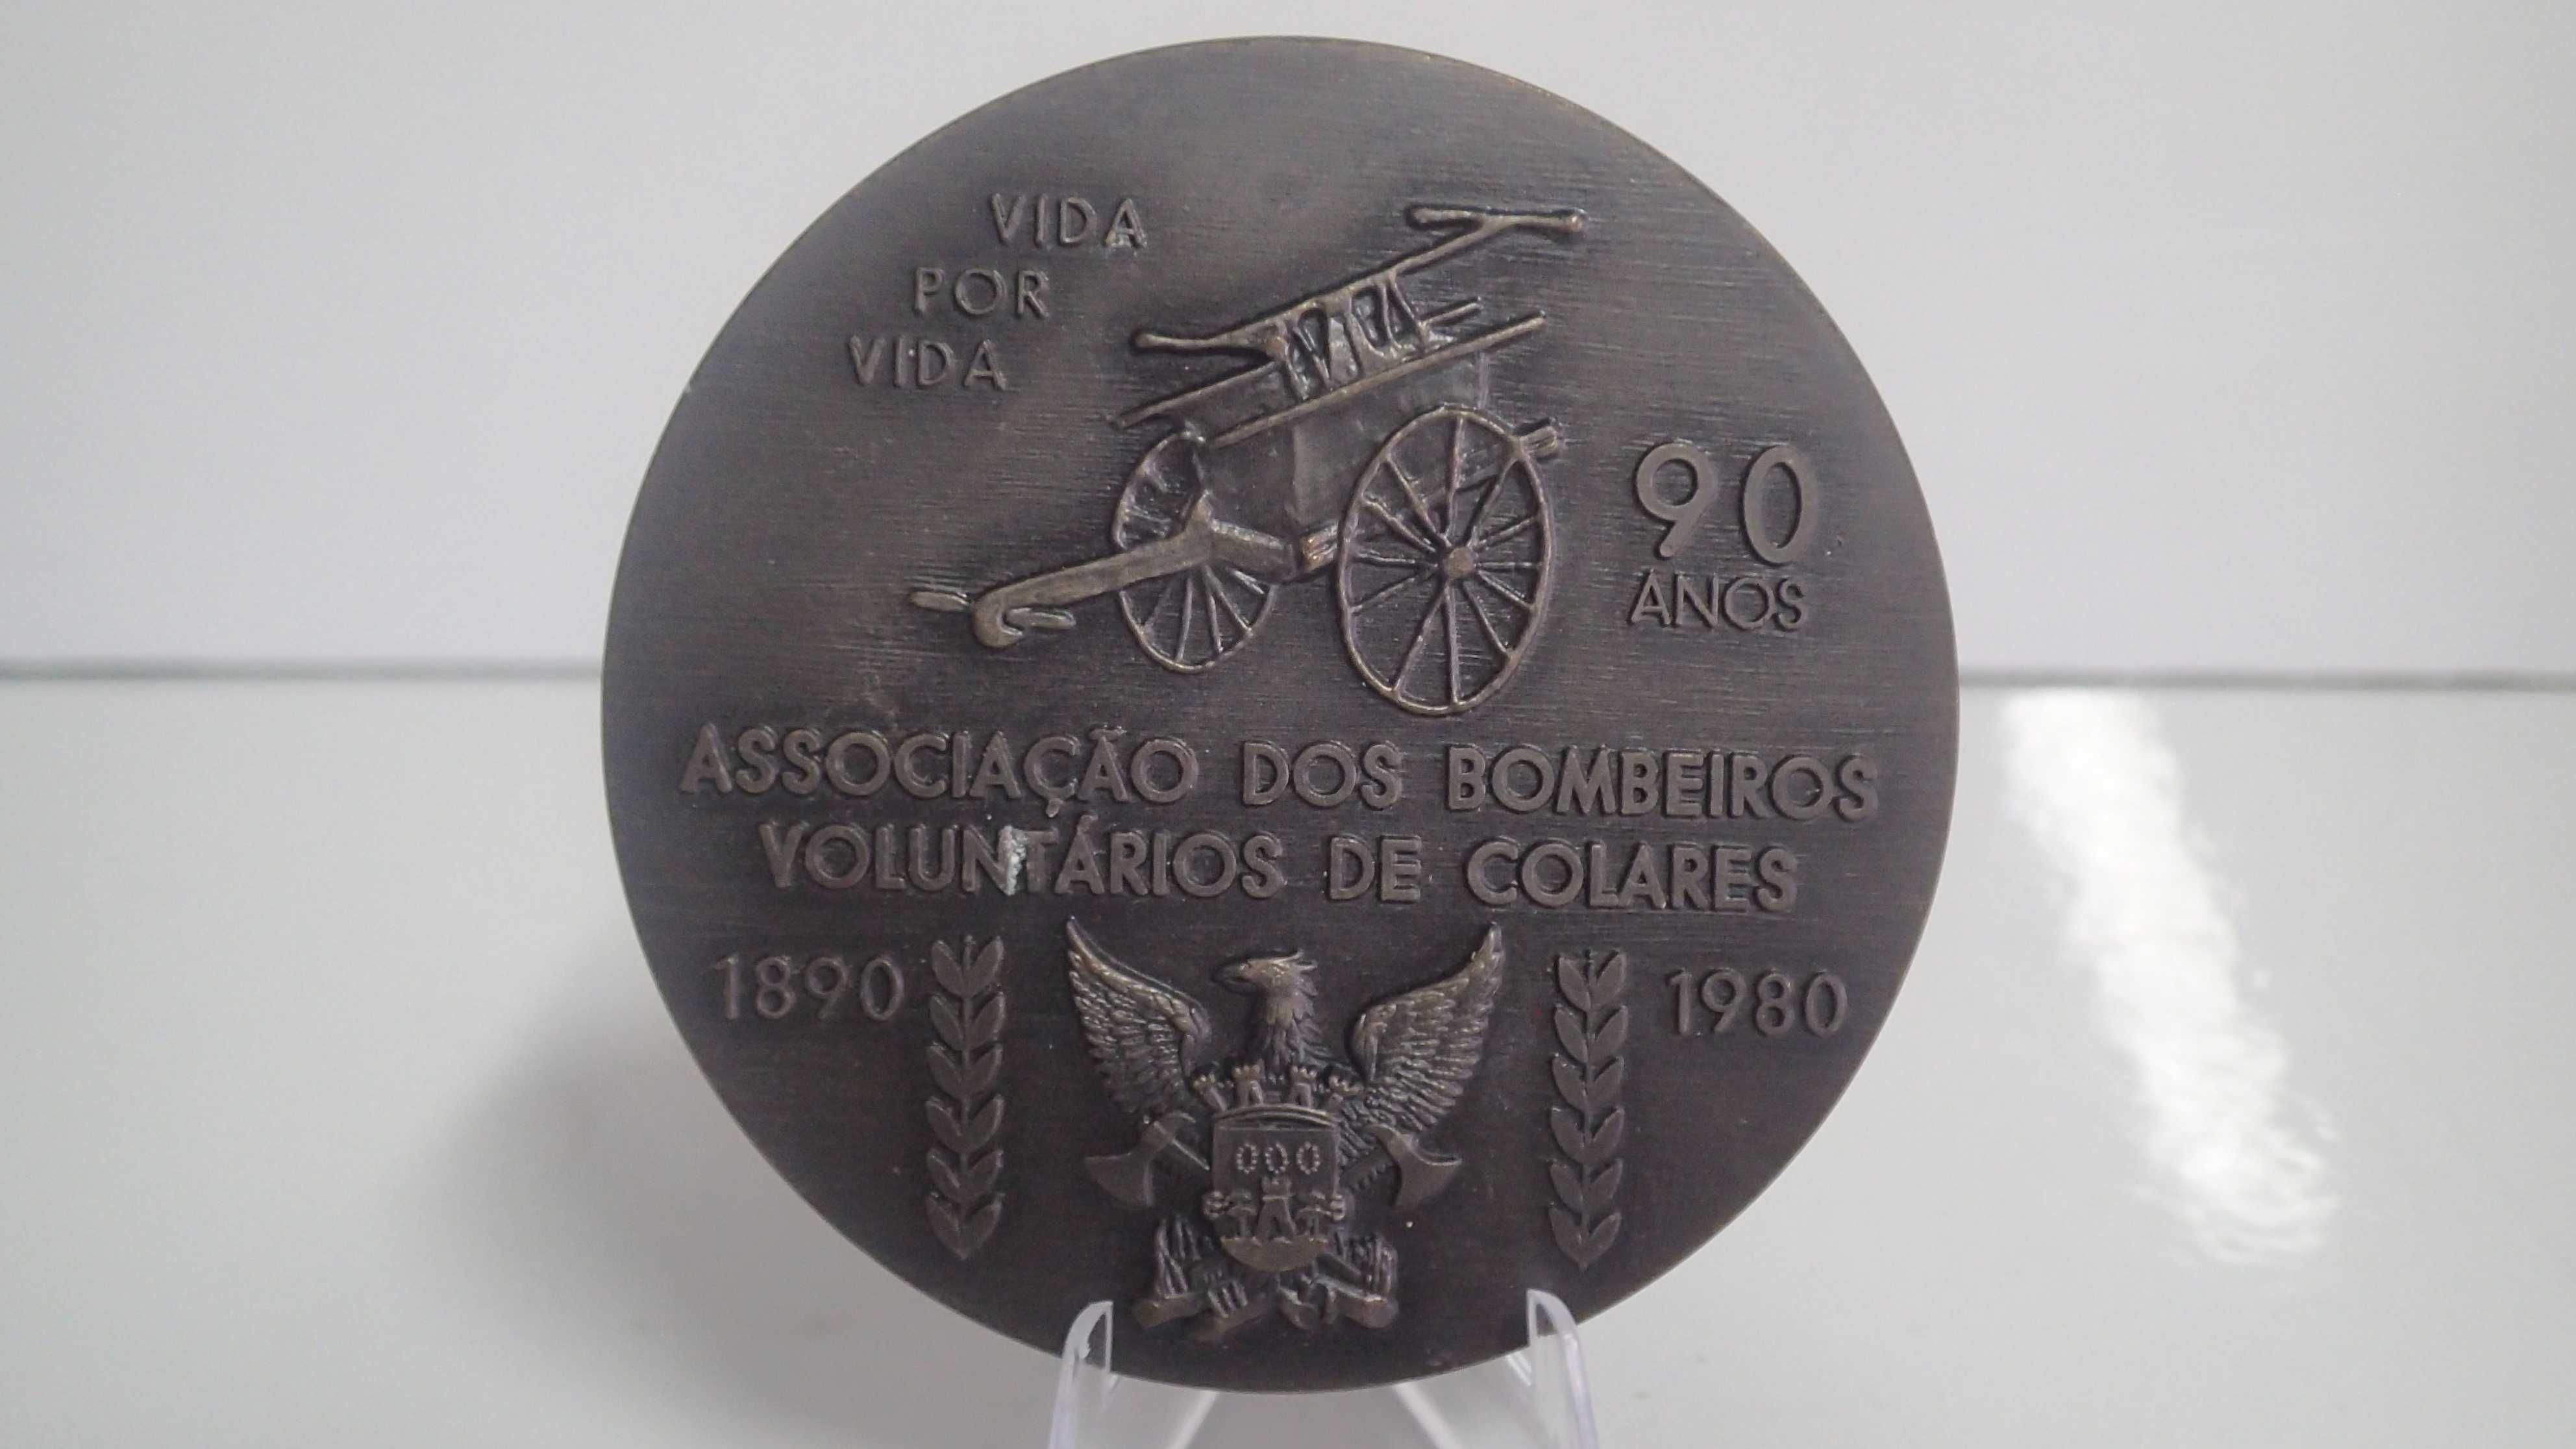 VIDA
POR
VIDA
90
ANOS
ASSOCIAÇÃO DOS BOMBEIROS
VOLUNTÁRIOS DE COLARES
1890
1980